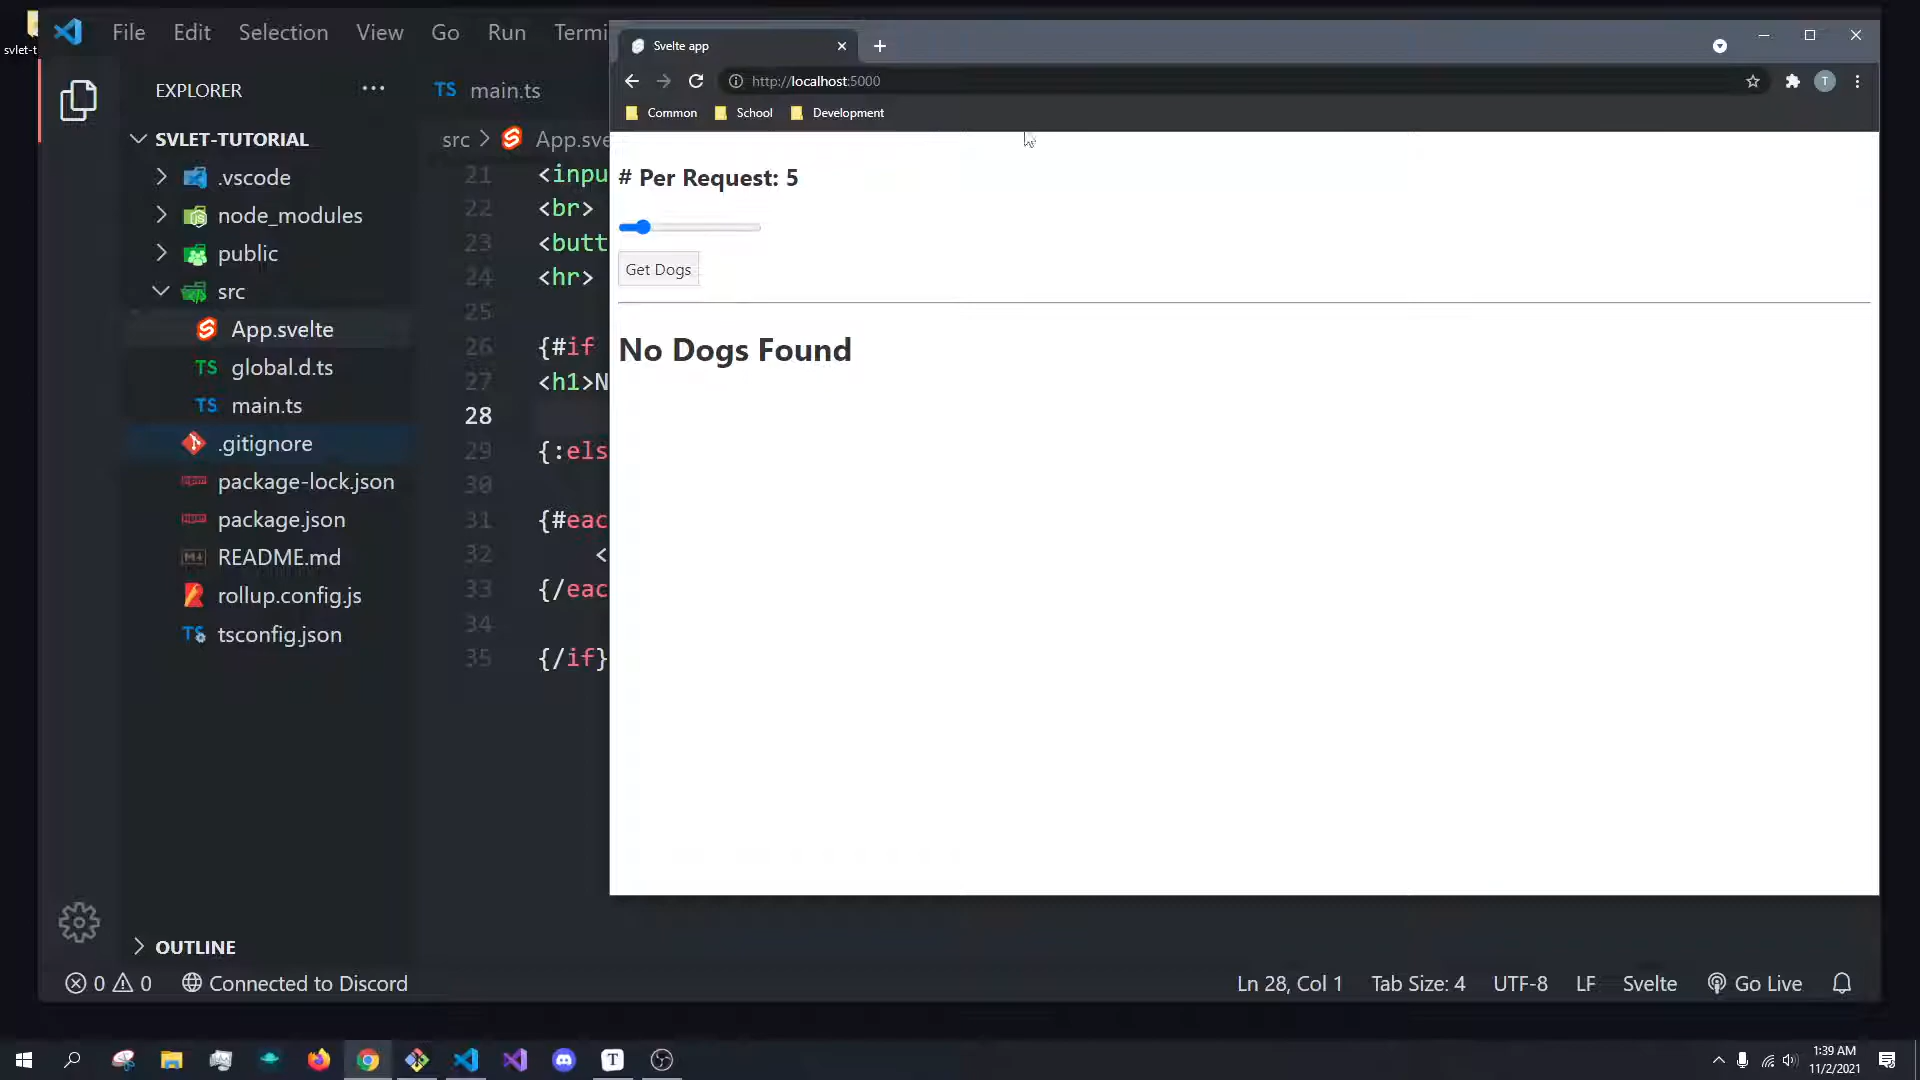 svlet-t
File Edit Selection View Go Run Termi
EXPLORER ...
SVLET-TUTORIAL
.vscode
node_modules
public
src
App.svelte
TS global.d.ts
TS main.ts
.gitignore
package-lock.json
package.json
README.md
rollup.config.js
TS tsconfig.json
OUTLINE
TS main.ts
src > App.sve
21 <inpu
22 <br>
23 <butt
24 <hr>
25
26 {#if
27 <h1>N
28
29 {:els
30
31 {#eac
32 <
33 {/eac
34
35 {/if}
Svelte app
http://localhost:5000
T
Common School Development
# Per Request: 5
Get Dogs
No Dogs Found
0 0 Connected to Discord
Ln 28, Col 1 Tab Size: 4 UTF-8 LF Svelte Go Live
T
1:39 AM
11/2/2021